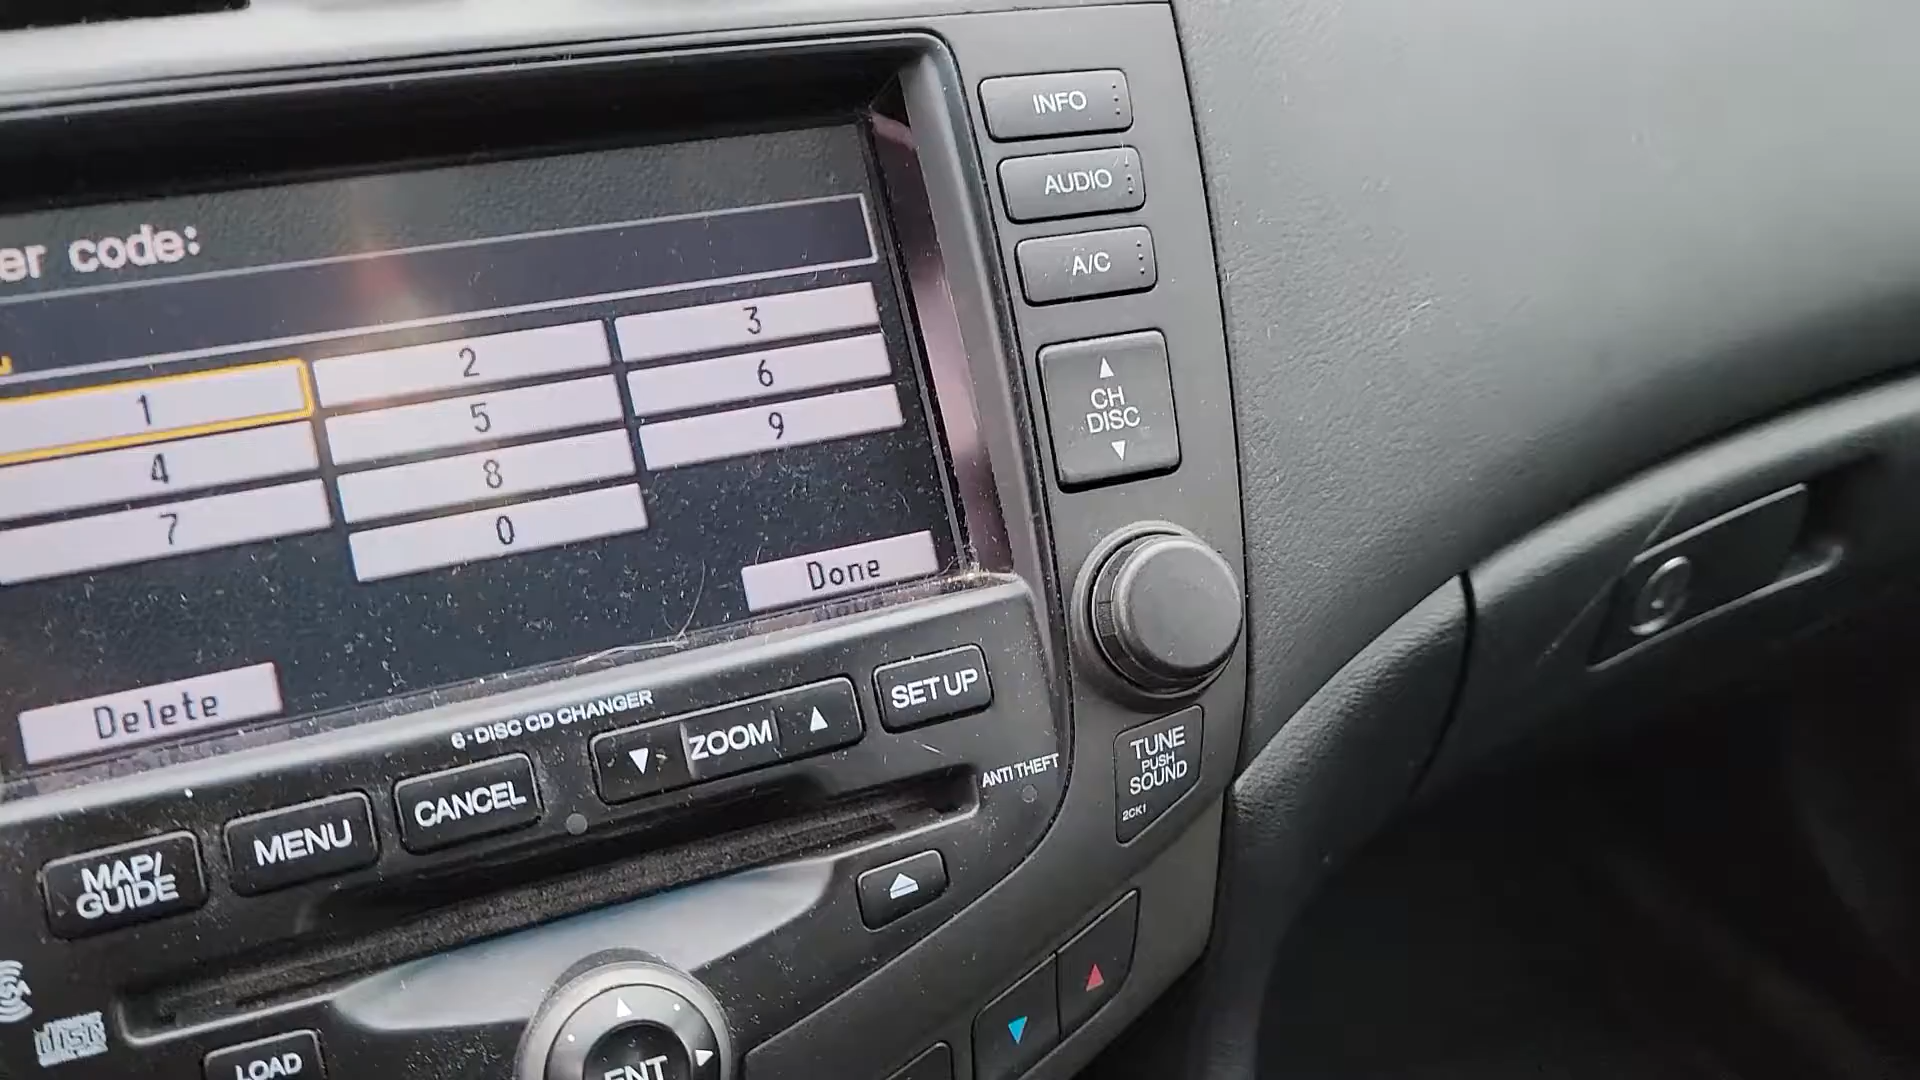 er code:
1
2
3
4
5
6
7
8
9
0
Done
Delete
INFO
AUDIO
A/C
CH
DISC
6-DISC CD CHANGER
ZOOM
SET UP
MAP/
GUIDE
MENU
CANCEL
ANTI THEFT
TUNE
PUSH
SOUND
2CK1
disc
LOAD
ENT